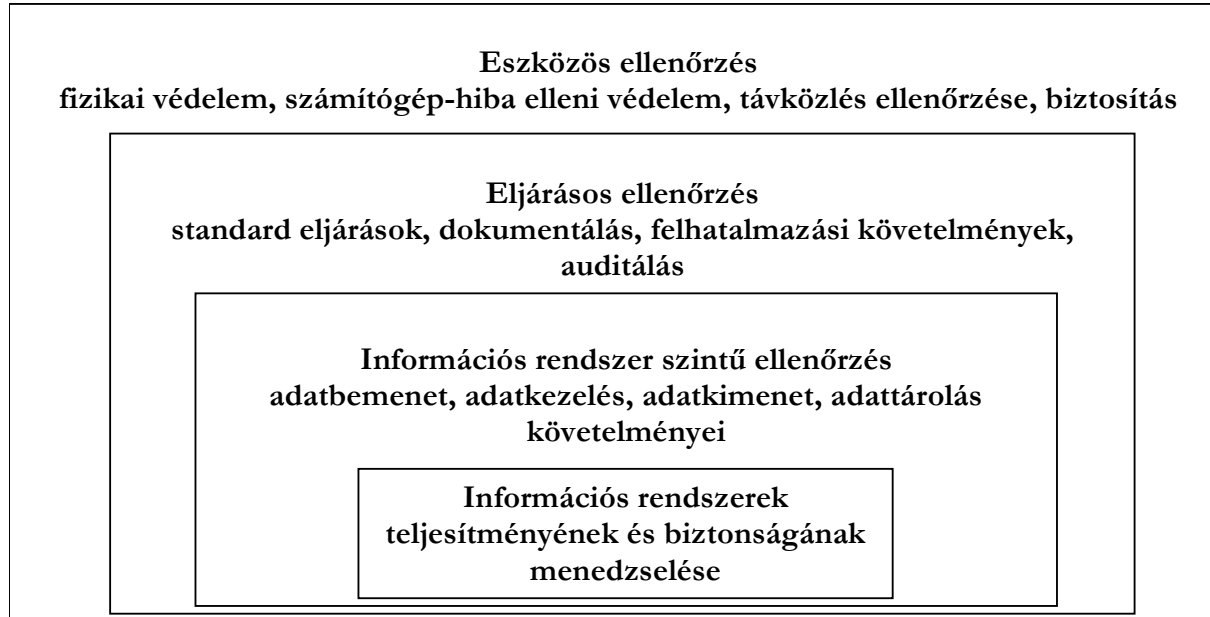 Eszközös ellenőrzés
fizikai védelem, számítógép-hiba elleni védelem, távközlés ellenőrzése, biztosítás
Eljárásos ellenőrzés
standard eljárások, dokumentálás, felhatalmazási követelmények,
auditálás
Információs rendszer szintű ellenőrzés
adatbemenet, adatkezelés, adatkimenet, adattárolás
követelményei
Információs rendszerek
teljesítményének és biztonságának
menedzselése